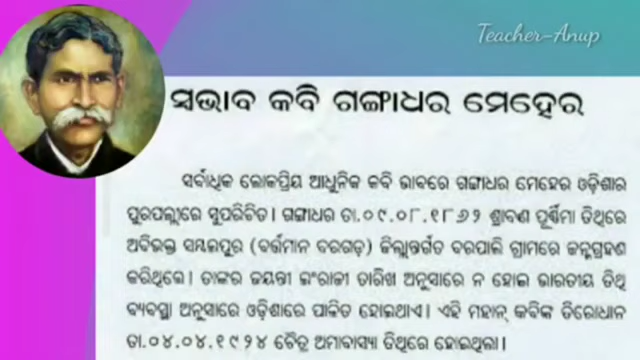 Teacher-Anup
ସ୍ଵଭାବ କବି ଗଙ୍ଗାଧର ମେହେର
ସର୍ବାଧିକ ଲୋକପ୍ରିୟ ଆଧୁନିକ କବି ଭାବରେ ଗଙ୍ଗାଧର ମେହେର ଓଡ଼ିଶାର
ପୁରପଲ୍ଲୀରେ ସୁପରିଚିତ। ଗଙ୍ଗାଧର ତା.୦୯.୦୮.୧୮୬୨ ଶ୍ରାବଣ ପୂର୍ଣ୍ଣିମା ତିଥିରେ
ଅବିଭକ୍ତ ସମ୍ବଲପୁର (ବର୍ତ୍ତମାନ ବରଗଡ଼) ଜିଲ୍ଲାନ୍ତର୍ଗତ ବରପାଲି ଗ୍ରାମରେ ଜନ୍ମଗ୍ରହଣ
କରିଥିଲେ। ତାଙ୍କର ଜୟନ୍ତୀ ଇଂରାଜୀ ତାରିଖ ଅନୁସାରେ ନ ହୋଇ ଭାରତୀୟ ତିଥି
ବ୍ୟବସ୍ଥା ଅନୁସାରେ ଓଡ଼ିଶାରେ ପାଳିତ ହୋଇଥାଏ। ଏହି ମହାନ୍ କବିଙ୍କ ତିରୋଧାନ
ତା.୦୪.୦୪.୧୯୨୪ ଚୈତ୍ର ଅମାବାସ୍ୟା ତିଥିରେ ହୋଇଥିଲା।